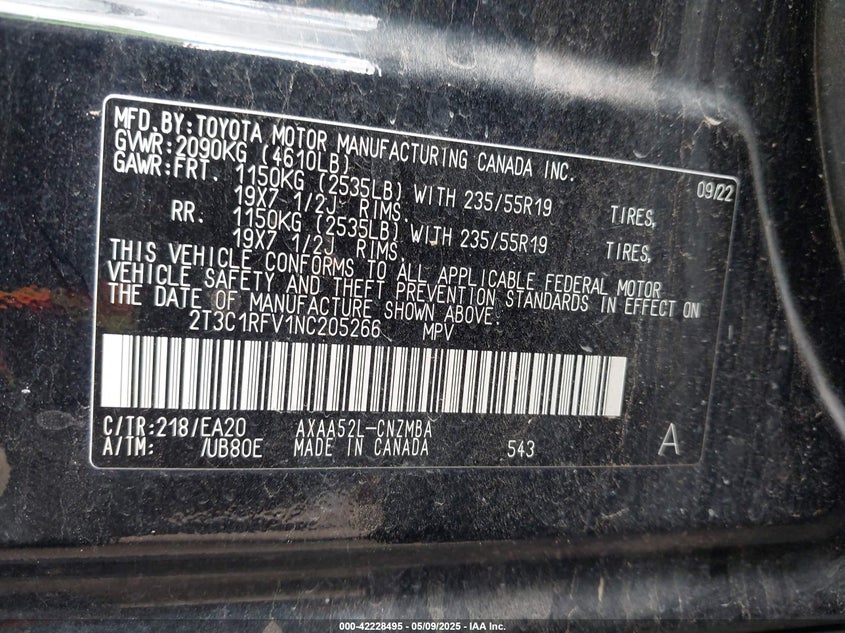 MFD.BY:TOYOTA MOTOR MANUFACTURING CANADA INC.
GVWR:2090KG (4610LB) 09/22
GAWR:FRT. 1150KG (2535LB) WITH 235/55R19 TIRES,
19X7 1/2J RIMS.
RR. 1150KG (2535LB) WITH 235/55R19 TIRES,
19X7 1/2J RIMS.
THIS VEHICLE CONFORMS TO ALL APPLICABLE FEDERAL MOTOR
VEHICLE SAFETY AND THEFT PREVENTION STANDARDS IN EFFECT ON
THE DATE OF MANUFACTURE SHOWN ABOVE.
2T3C1RFV1NC205266 MPV
C/TR:218/EA20 AXAA52L-CNZMBA
A/TM: /UB80E MADE IN CANADA 543 A
000-42228495 - 05/09/2025 - IAA Inc.